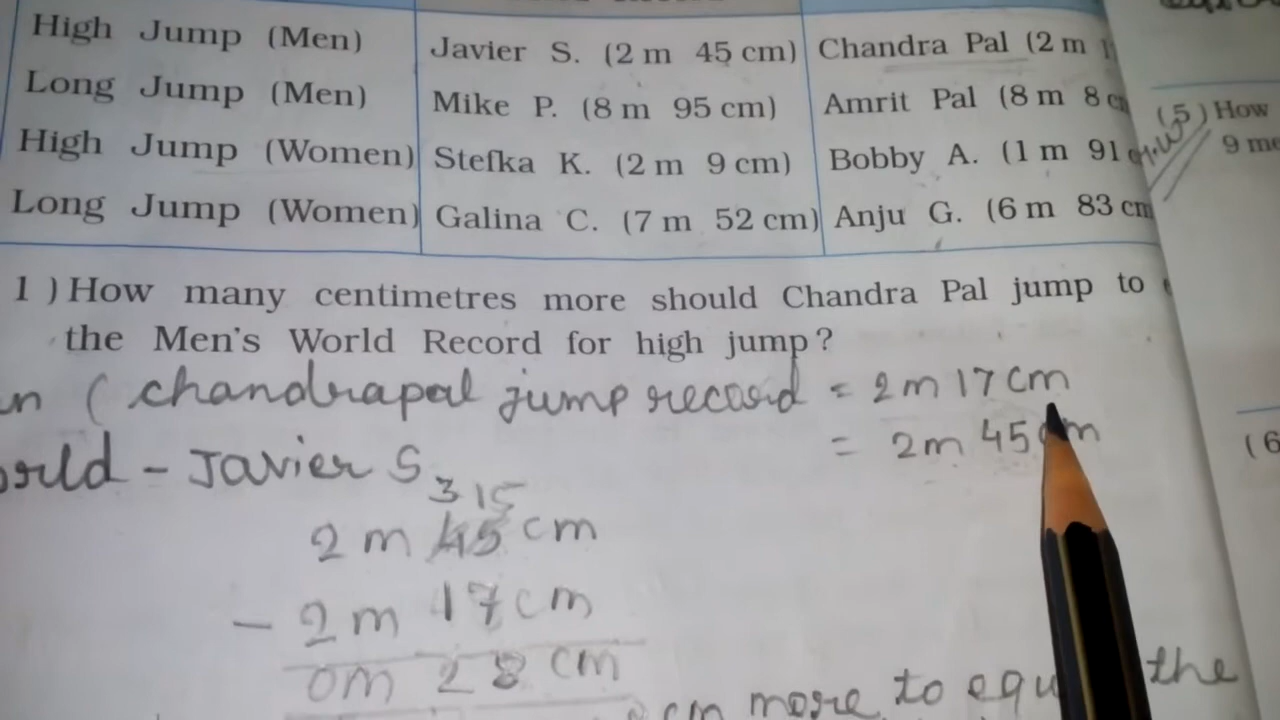 High Jump (Men) Javier S. (2 m 45 cm) Chandra Pal (2 m
Long Jump (Men) Mike P. (8 m 95 cm) Amrit Pal (8 m 8 cm
High Jump (Women) Stefka K. (2 m 9 cm) Bobby A. (1 m 91
Long Jump (Women) Galina C. (7 m 52 cm) Anju G. (6 m 83 cm
1 ) How many centimetres more should Chandra Pal jump to
the Men's World Record for high jump?
( chandrapal jump record = 2m 17 cm
- Javier S = 2m 45 cm
3 15
2 m 45 cm
- 2 m 17 cm
0m 28 cm
cm more to the
(5) How
9
(6